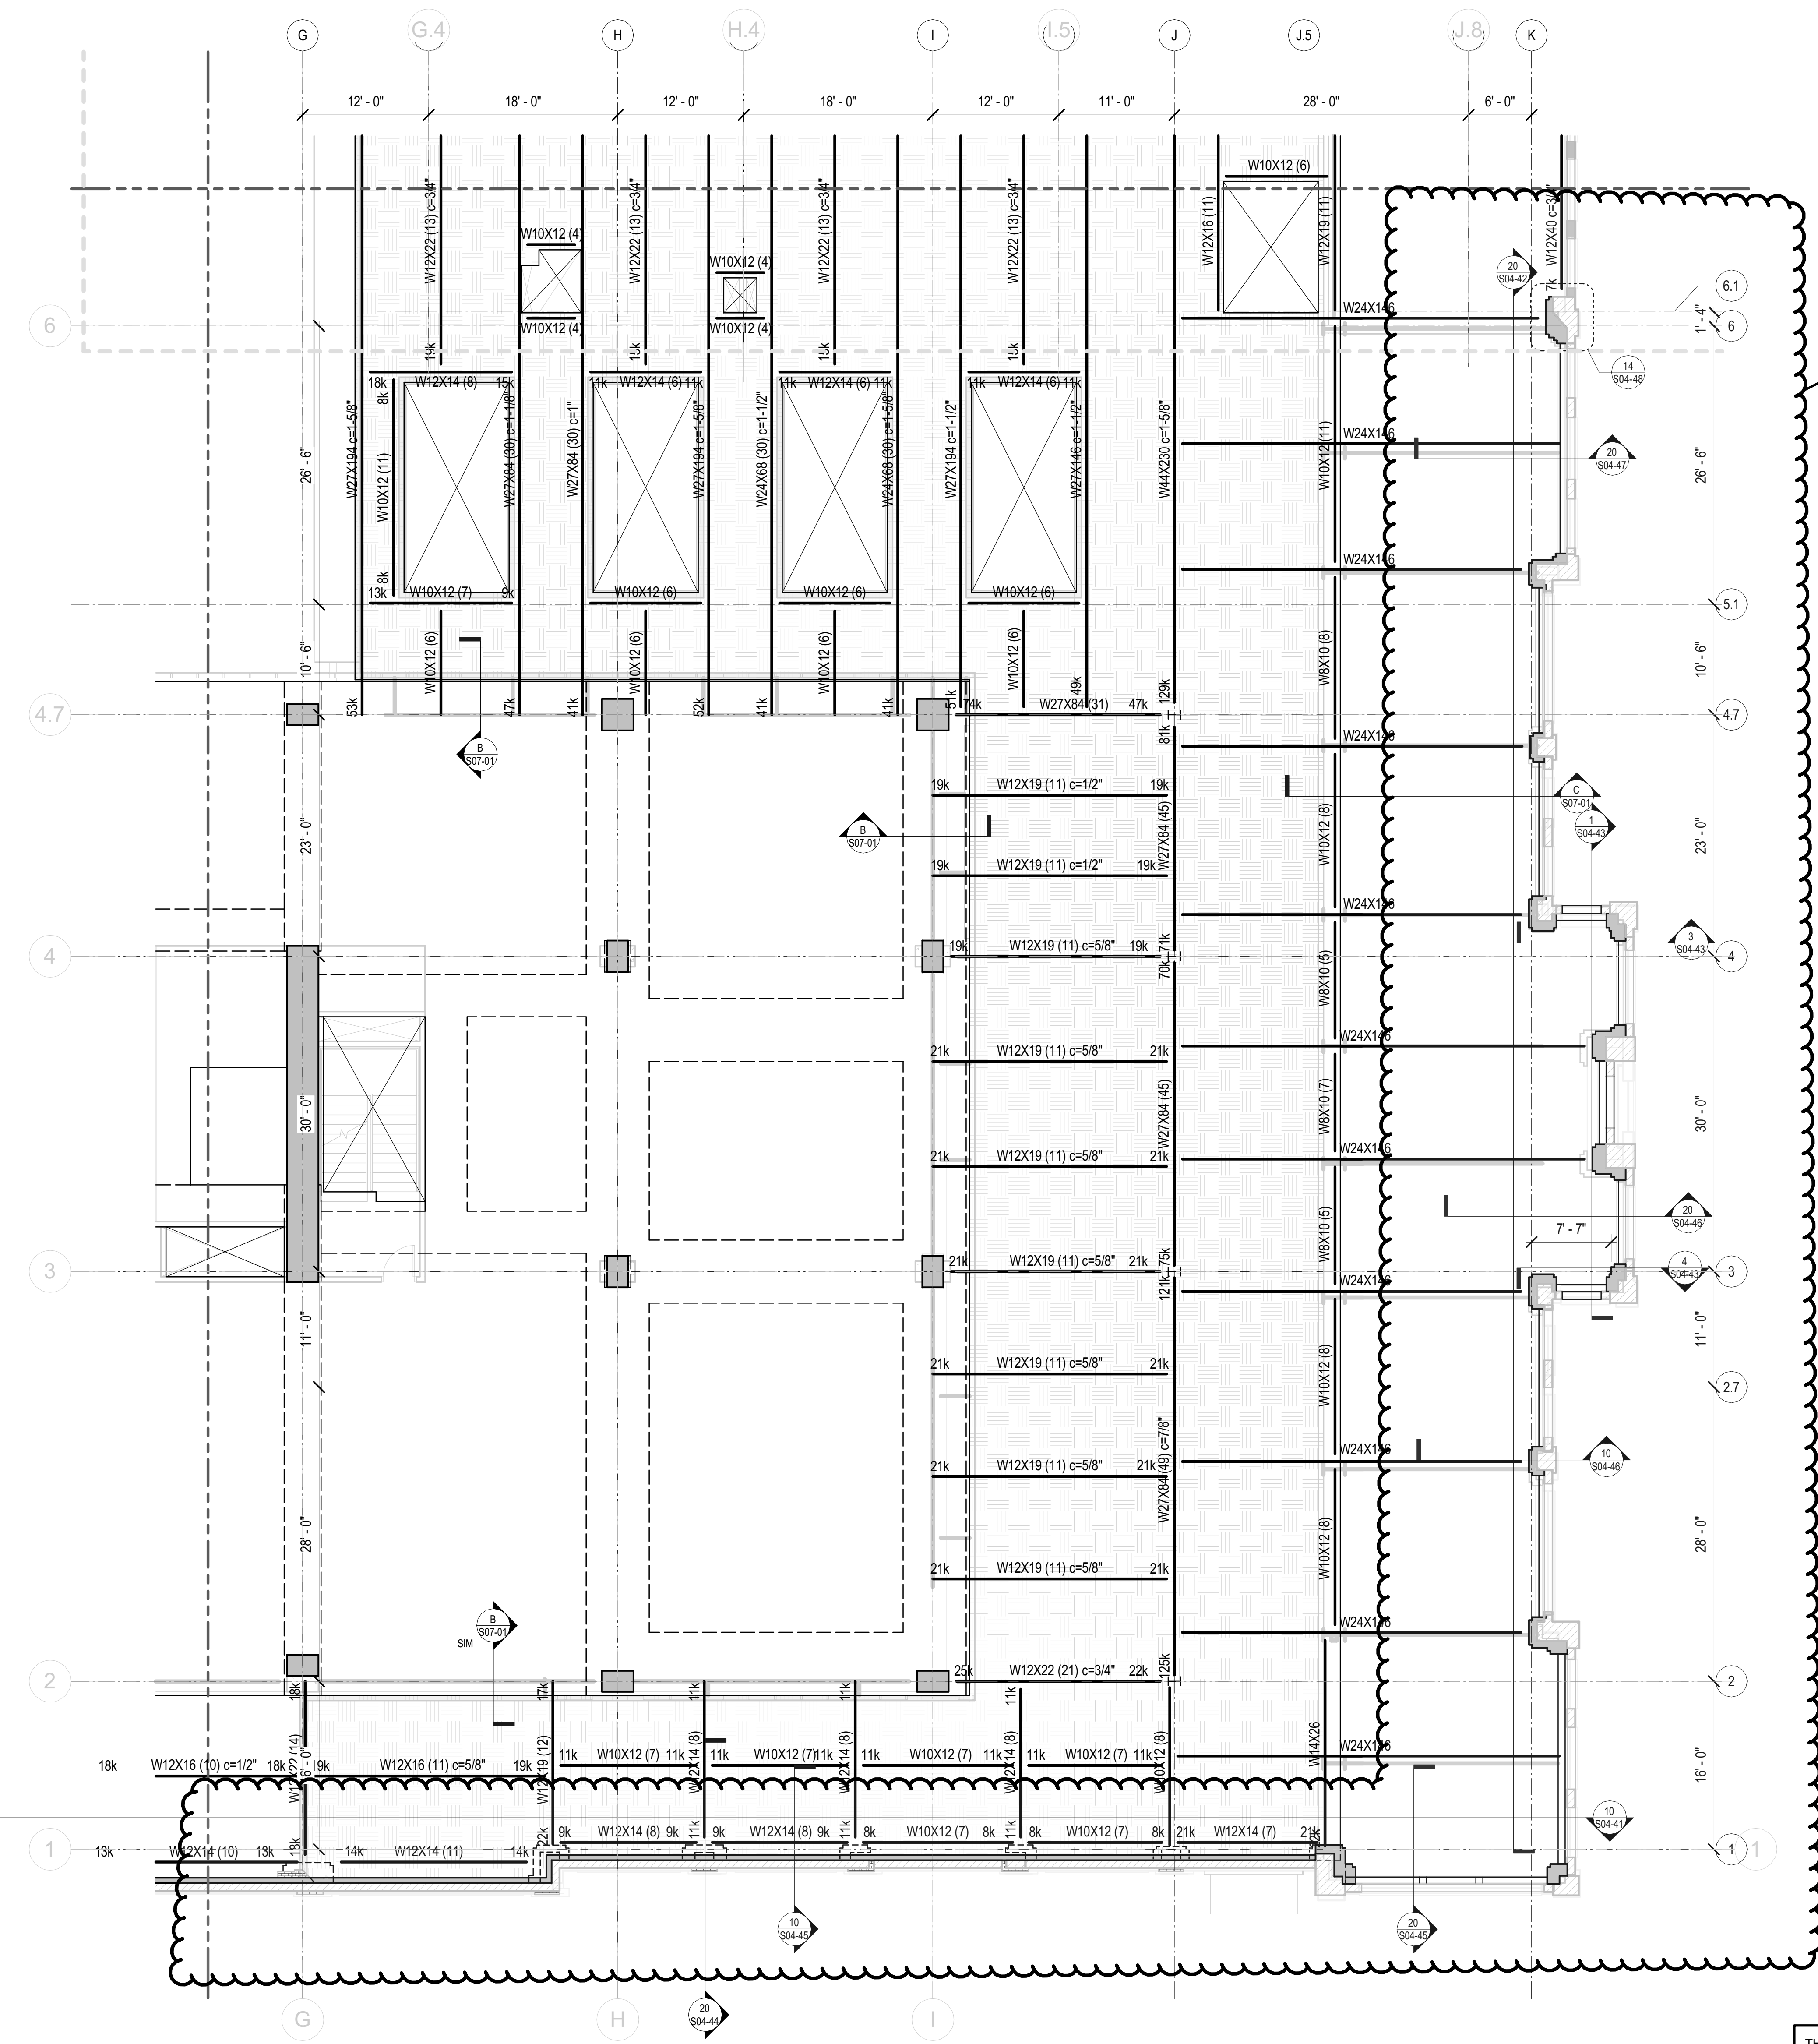 G
G.4
H
H.4
I
I.5
J
J.5
J.8
K
12' - 0"
18' - 0"
12' - 0"
18' - 0"
12' - 0"
11' - 0"
28' - 0"
6' - 0"
W10X12 (6)
W12X22 (13) c=3/4"
W12X22 (13) c=3/4"
W12X22 (13) c=3/4"
W12X22 (13) c=3/4"
W12X16 (11)
W12X19 (11)
W12X40 c=3/4"
W10X12 (4)
W10X12 (4)
W10X12 (4)
W10X12 (4)
20
S04-42
7k
6.1
1' - 4"
W24X146
6
6
19k
15k
15k
15k
14
S04-48
18k
W12X14 (8)
15k
11k
W12X14 (6)
11k
11k
W12X14 (6)
11k
11k
W12X14 (6)
11k
8k
W27X194 c=1-5/8"
W10X12 (11)
W27X84 (30) c=1-1/8"
W27X84 (30) c=1"
W27X194 c=1-5/8"
W24X68 (30) c=1-1/2"
W24X68 (30) c=1-5/8"
W27X194 c=1-1/2"
W27X146 c=1-1/2"
W44X230 c=1-5/8"
W10X12 (11)
W24X146
20
S04-47
26' - 6"
26' - 6"
W24X146
8k
13k
W10X12 (7)
9k
W10X12 (6)
W10X12 (6)
W10X12 (6)
5.1
10' - 6"
W10X12 (6)
W10X12 (6)
W10X12 (6)
W10X12 (6)
W8X10 (8)
10' - 6"
53k
47k
41k
52k
41k
41k
51k
49k
129k
4.7
74k
W27X84 (31)
47k
4.7
81k
W24X146
B
S07-01
19k
W12X19 (11) c=1/2"
19k
C
S07-01
1
S04-43
B
S07-01
23' - 0"
W27X84 (45)
W10X12 (8)
23' - 0"
19k
W12X19 (11) c=1/2"
19k
W24X146
3
S04-43
4
19k
W12X19 (11) c=5/8"
19k
71k
70k
W8X10 (5)
4
W24X146
21k
W12X19 (11) c=5/8"
21k
30' - 0"
W27X84 (45)
W8X10 (7)
30' - 0"
21k
W12X19 (11) c=5/8"
21k
W24X146
20
S04-46
7' - 7"
W8X10 (5)
3
21k
W12X19 (11) c=5/8"
21k
75k
121k
4
S04-43
3
W24X146
11' - 0"
11' - 0"
21k
W12X19 (11) c=5/8"
21k
W10X12 (8)
2.7
W24X146
10
S04-46
21k
W12X19 (11) c=5/8"
21k
W27X84 (49) c=7/8"
28' - 0"
W10X12 (8)
28' - 0"
21k
W12X19 (11) c=5/8"
21k
B
S07-01
SIM
W24X146
2
25k
W12X22 (21) c=3/4"
22k
125k
2
18k
17k
11k
11k
11k
W14X26
W24X146
18k
W12X16 (10) c=1/2"
18k
9k
W12X16 (11) c=5/8"
19k
11k
W10X12 (7)
11k
11k
W10X12 (7)
11k
11k
W10X12 (7)
11k
11k
W10X12 (7)
11k
16' - 0"
W12X19 (12)
W12X14 (8)
W12X14 (8)
W12X14 (8)
W10X12 (8)
16' - 0"
10
S04-41
18k
22k
11k
11k
11k
9k
W12X14 (8)
9k
9k
W12X14 (8)
9k
8k
W10X12 (7)
8k
8k
W10X12 (7)
8k
21k
W12X14 (7)
1
13k
W12X14 (10)
13k
14k
W12X14 (11)
14k
1
1
10
S04-45
20
S04-45
20
S04-44
G
H
I